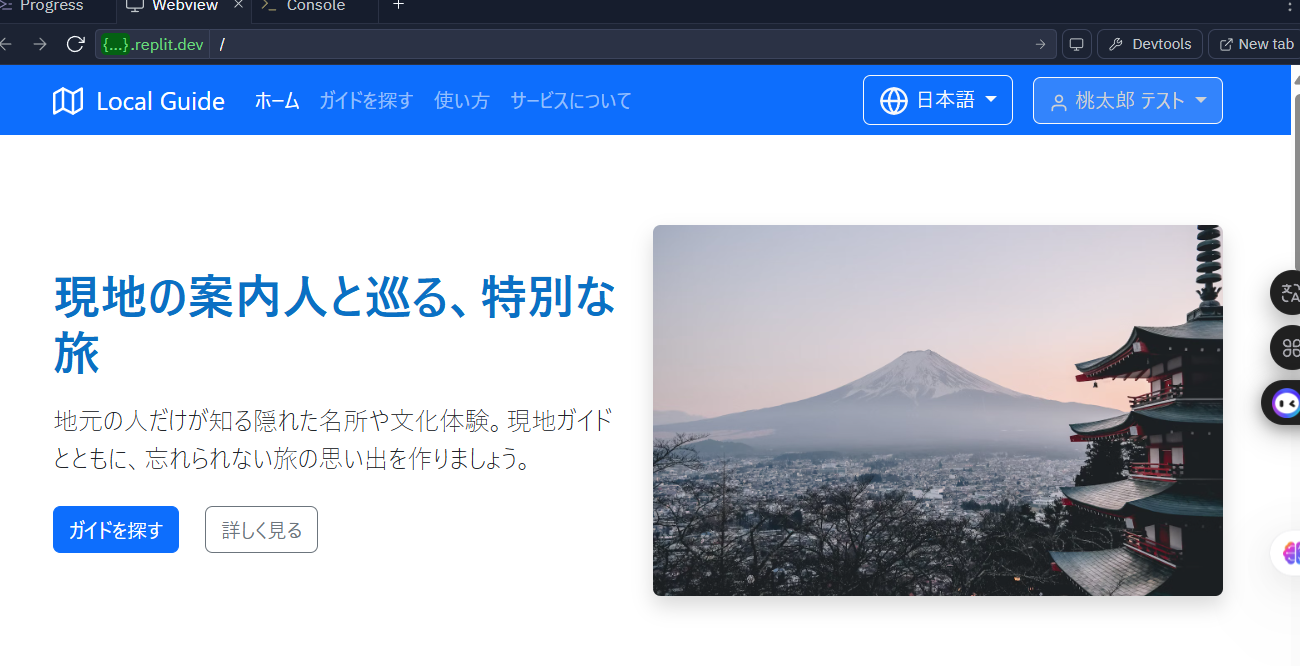 Progress
Webview
Console
{...}.replit.dev /
Devtools
New tab
Local Guide
ホーム
ガイドを探す
使い方
サービスについて
日本語
桃太郎 テスト
現地の案内人と巡る、特別な
旅
地元の人だけが知る隠れた名所や文化体験。現地ガイド
とともに、忘れられない旅の思い出を作りましょう。
ガイドを探す
詳しく見る